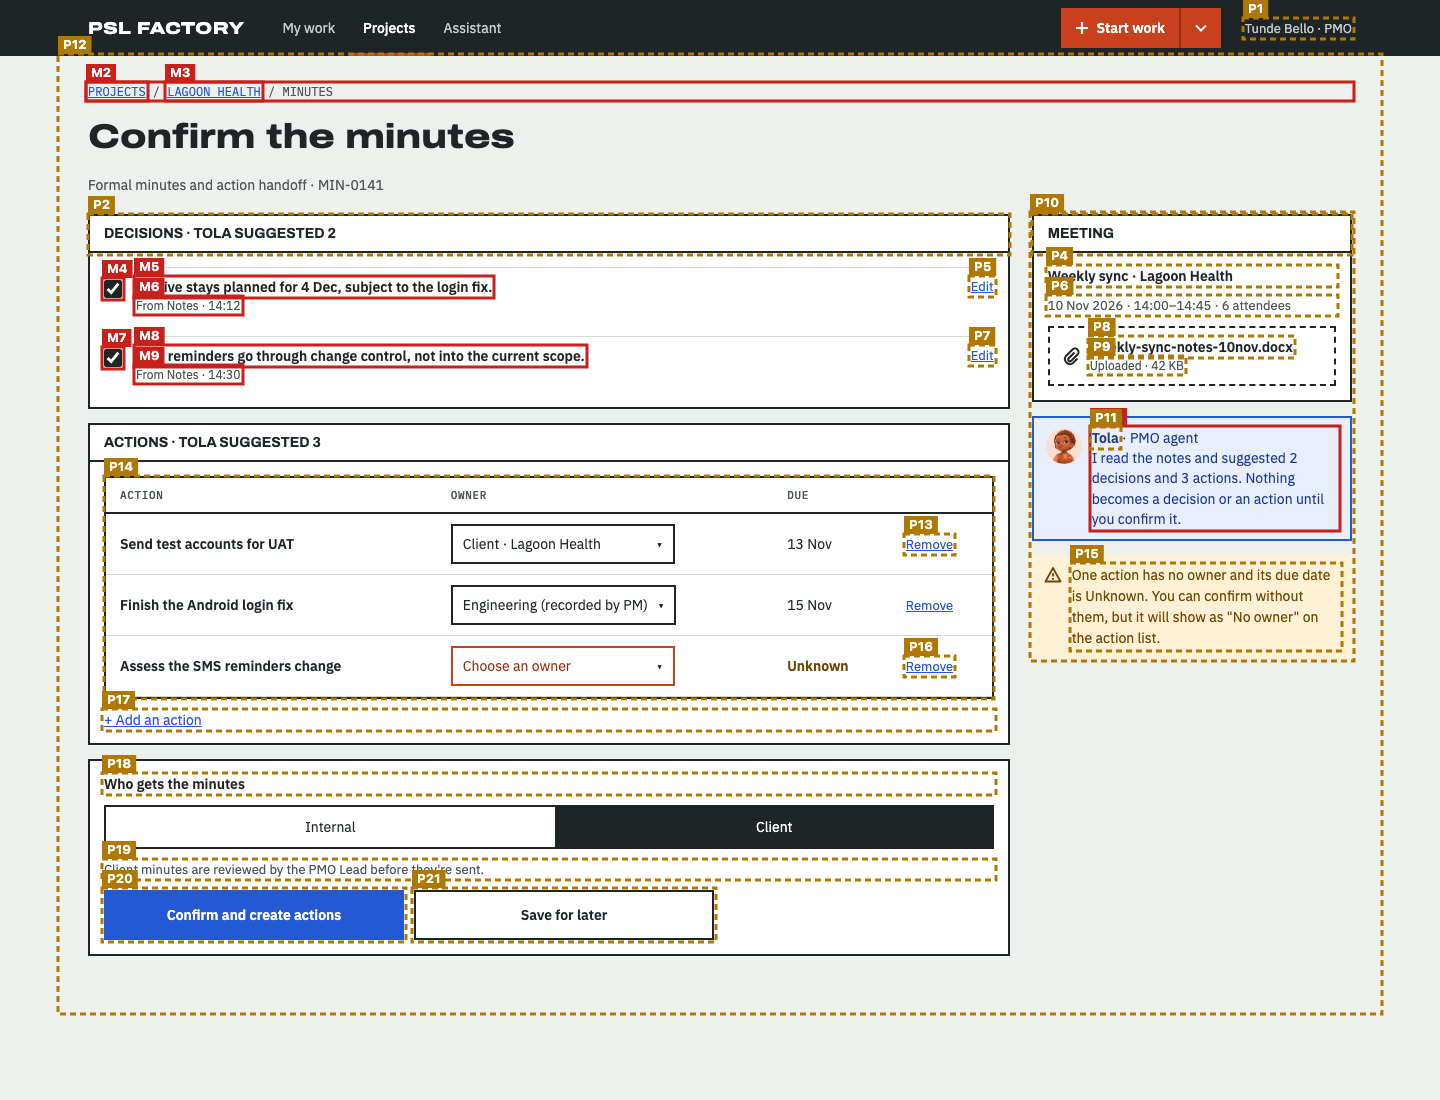 PSL FACTORY
My work
Projects
Assistant
Start work
P1
Tunde Bello · PMO
P12
M2
M3
PROJECTS / LAGOON HEALTH / MINUTES
Confirm the minutes
Formal minutes and action handoff · MIN-0141
P2
DECISIONS · TOLA SUGGESTED 2
M4
M5
P5
M6
ive stays planned for 4 Dec, subject to the login fix.
Edit
From Notes · 14:12
M7
M8
P7
M9
reminders go through change control, not into the current scope.
Edit
From Notes · 14:30
ACTIONS · TOLA SUGGESTED 3
P14
ACTION
OWNER
DUE
P13
Send test accounts for UAT
Client · Lagoon Health
13 Nov
Remove
Finish the Android login fix
Engineering (recorded by PM)
15 Nov
Remove
P16
Assess the SMS reminders change
Choose an owner
Unknown
Remove
P17
+ Add an action
P18
Who gets the minutes
Internal
Client
P19
Client minutes are reviewed by the PMO Lead before they're sent.
P20
P21
Confirm and create actions
Save for later
P10
MEETING
P4
Weekly sync · Lagoon Health
P6
10 Nov 2026 · 14:00–14:45 · 6 attendees
P8
P9
kly-sync-notes-10nov.docx
Uploaded · 42 KB
P11
Tola · PMO agent
I read the notes and suggested 2
decisions and 3 actions. Nothing
becomes a decision or an action until
you confirm it.
P15
One action has no owner and its due date
is Unknown. You can confirm without
them, but it will show as "No owner" on
the action list.